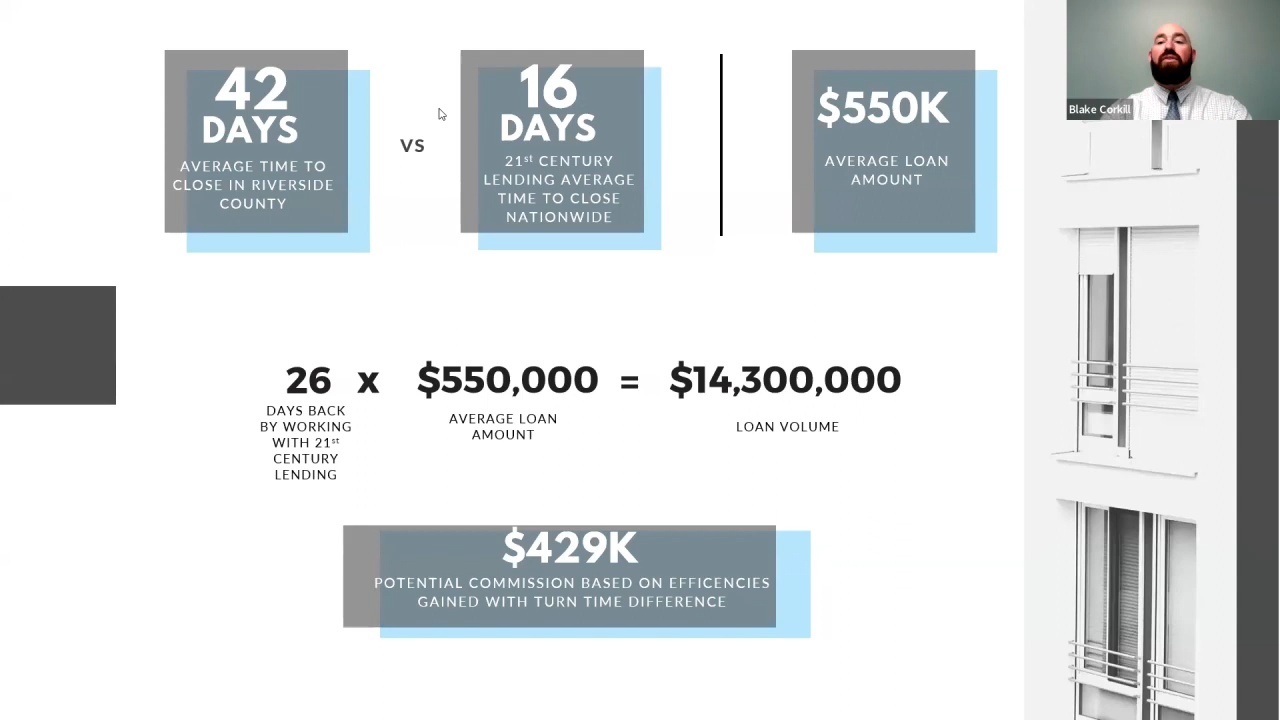 42
DAYS
AVERAGE TIME TO
CLOSE IN RIVERSIDE
COUNTY
VS
16
DAYS
21st CENTURY
LENDING AVERAGE
TIME TO CLOSE
NATIONWIDE
$550K
AVERAGE LOAN
AMOUNT
Blake Corkill
26 x $550,000 = $14,300,000
DAYS BACK
BY WORKING
WITH 21st
CENTURY
LENDING
AVERAGE LOAN
AMOUNT
LOAN VOLUME
$429K
POTENTIAL COMMISSION BASED ON EFFICENCIES
GAINED WITH TURN TIME DIFFERENCE